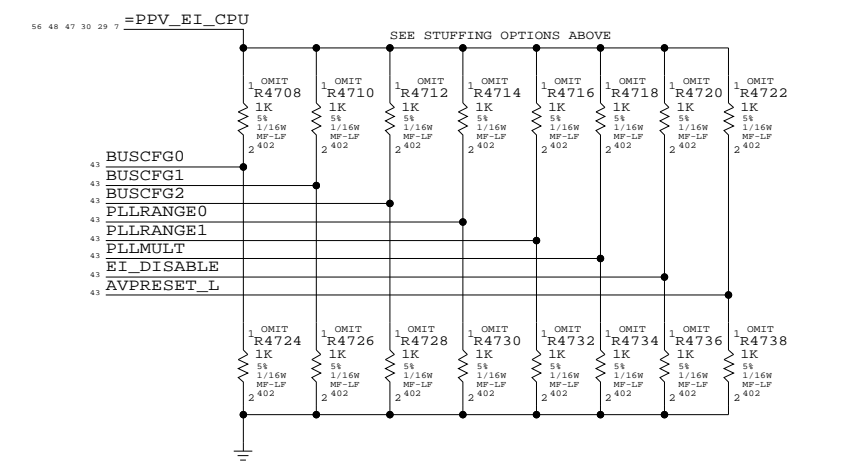 56 48 47 30 29 7 =PPV_EI_CPU
SEE STUFFING OPTIONS ABOVE
1 OMIT 1 OMIT 1 OMIT 1 OMIT 1 OMIT 1 OMIT 1 OMIT 1 OMIT
R4708 R4710 R4712 R4714 R4716 R4718 R4720 R4722
1K 1K 1K 1K 1K 1K 1K 1K
5% 5% 5% 5% 5% 5% 5% 5%
1/16W 1/16W 1/16W 1/16W 1/16W 1/16W 1/16W 1/16W
MF-LF MF-LF MF-LF MF-LF MF-LF MF-LF MF-LF MF-LF
2 402 2 402 2 402 2 402 2 402 2 402 2 402 2 402
43 BUSCFG0
43 BUSCFG1
43 BUSCFG2
43 PLLRANGE0
43 PLLRANGE1
43 PLLMULT
43 EI_DISABLE
43 AVPRESET_L
1 OMIT 1 OMIT 1 OMIT 1 OMIT 1 OMIT 1 OMIT 1 OMIT 1 OMIT
R4724 R4726 R4728 R4730 R4732 R4734 R4736 R4738
1K 1K 1K 1K 1K 1K 1K 1K
5% 5% 5% 5% 5% 5% 5% 5%
1/16W 1/16W 1/16W 1/16W 1/16W 1/16W 1/16W 1/16W
MF-LF MF-LF MF-LF MF-LF MF-LF MF-LF MF-LF MF-LF
2 402 2 402 2 402 2 402 2 402 2 402 2 402 2 402